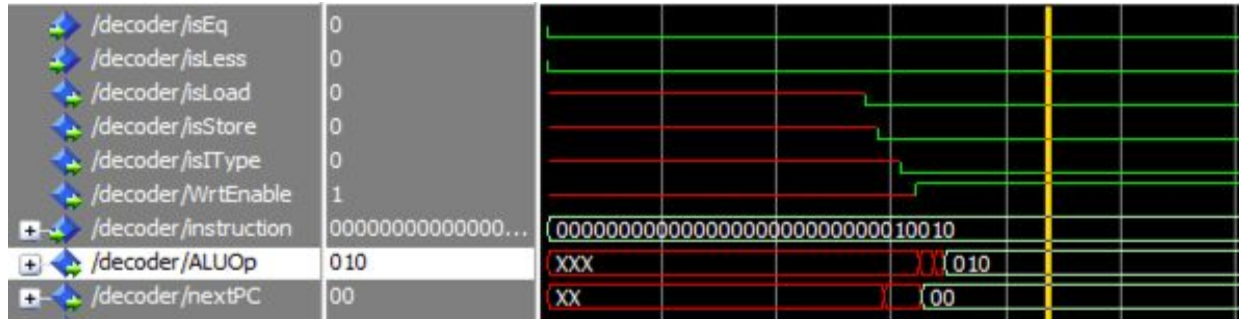 /decoder/isEq 0
/decoder/isLess 0
/decoder/isLoad 0
/decoder/isStore 0
/decoder/isIType 0
/decoder/WrtEnable 1
/decoder/instruction 00000000000000... 00000000000000000000000000010010
/decoder/ALUOp 010 XXX 010
/decoder/nextPC 00 XX 00